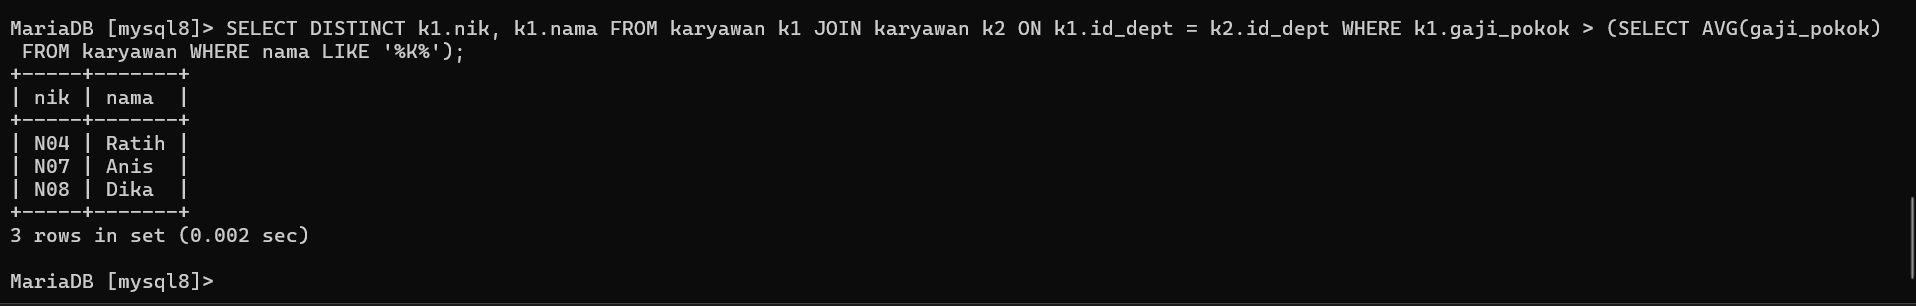 MariaDB [mysql8]> SELECT DISTINCT k1.nik, k1.nama FROM karyawan k1 JOIN karyawan k2 ON k1.id_dept = k2.id_dept WHERE k1.gaji_pokok > (SELECT AVG(gaji_pokok)
 FROM karyawan WHERE nama LIKE '%K%');
+-----+-------+
| nik | nama  |
+-----+-------+
| N04 | Ratih |
| N07 | Anis  |
| N08 | Dika  |
+-----+-------+
3 rows in set (0.002 sec)
MariaDB [mysql8]>